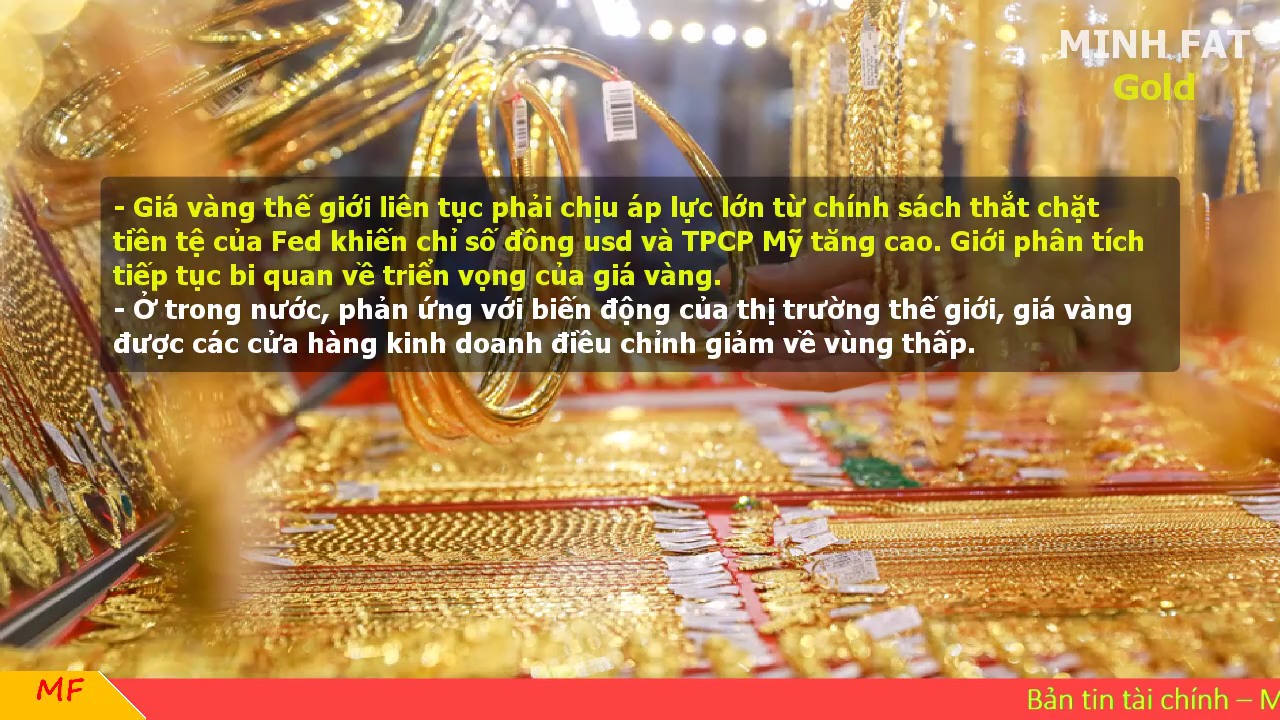 MINH FAT
Gold
- Giá vàng thế giới liên tục phải chịu áp lực lớn từ chính sách thắt chặt
tiền tệ của Fed khiến chỉ số đồng usd và TPCP Mỹ tăng cao. Giới phân tích
tiếp tục bi quan về triển vọng của giá vàng.
- Ở trong nước, phản ứng với biến động của thị trường thế giới, giá vàng
được các cửa hàng kinh doanh điều chỉnh giảm về vùng thấp.
MF
Bản tin tài chính – M